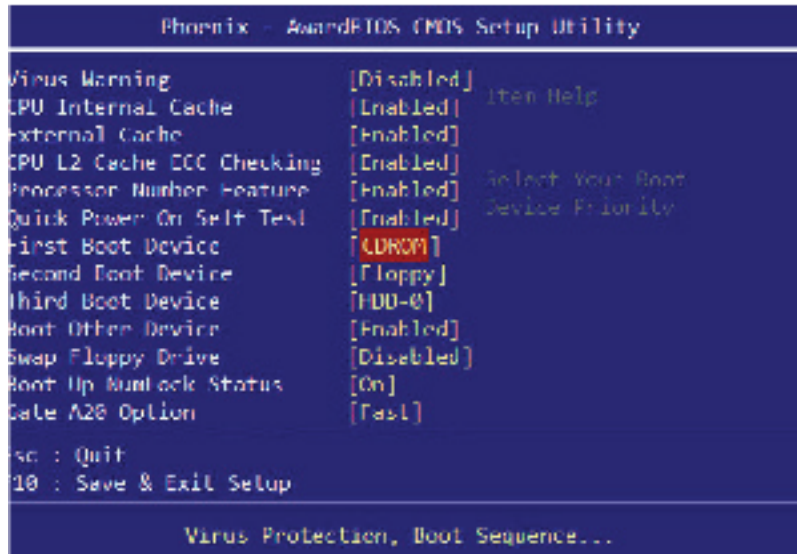 Phoenix - AwardBIOS CMOS Setup Utility
Virus Warning [Disabled]
Item Help
CPU Internal Cache [Enabled]
External Cache [Enabled]
CPU L2 Cache ECC Checking [Enabled]
Select Your Boot
Processor Number Feature [Enabled]
Device Priority
Quick Power On Self Test [Enabled]
First Boot Device [CDROM]
Second Boot Device [Floppy]
Third Boot Device [HDD-0]
Boot Other Device [Enabled]
Swap Floppy Drive [Disabled]
Boot Up NumLock Status [On]
Gate A20 Option [Fast]
Esc : Quit
F10 : Save & Exit Setup
Virus Protection, Boot Sequence...